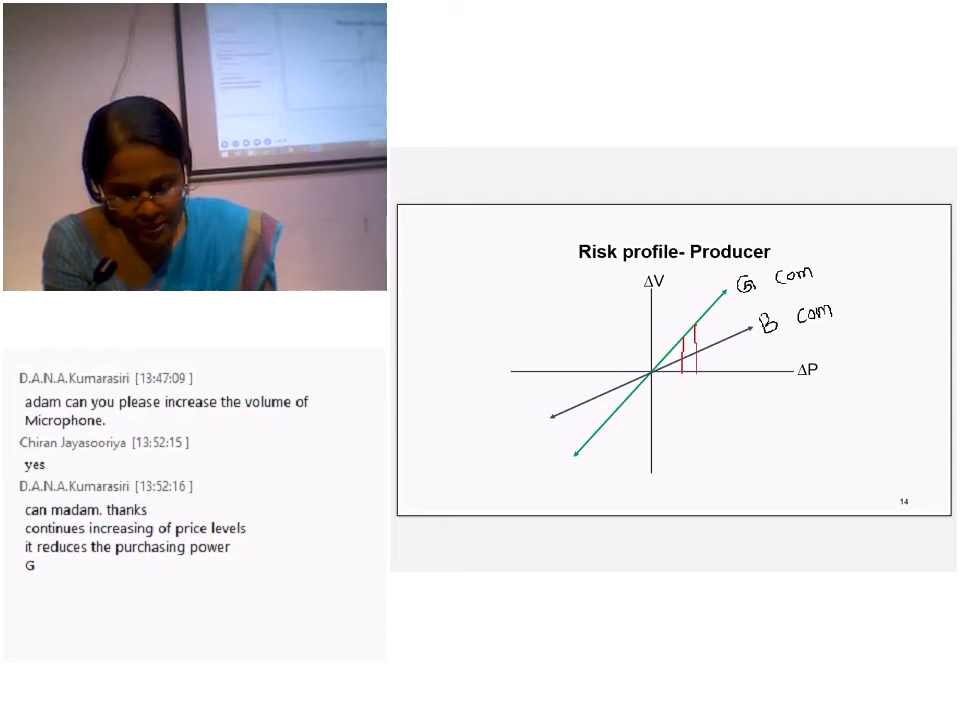 D.A.N.A.Kumarasiri [13:47:09 ]
adam can you please increase the volume of
Microphone.
Chiran Jayasooriya [13:52:15 ]
yes
D.A.N.A.Kumarasiri [13:52:16 ]
can madam. thanks
continues increasing of price levels
it reduces the purchasing power
G
Risk profile- Producer
ΔV
G com
B com
ΔP
14